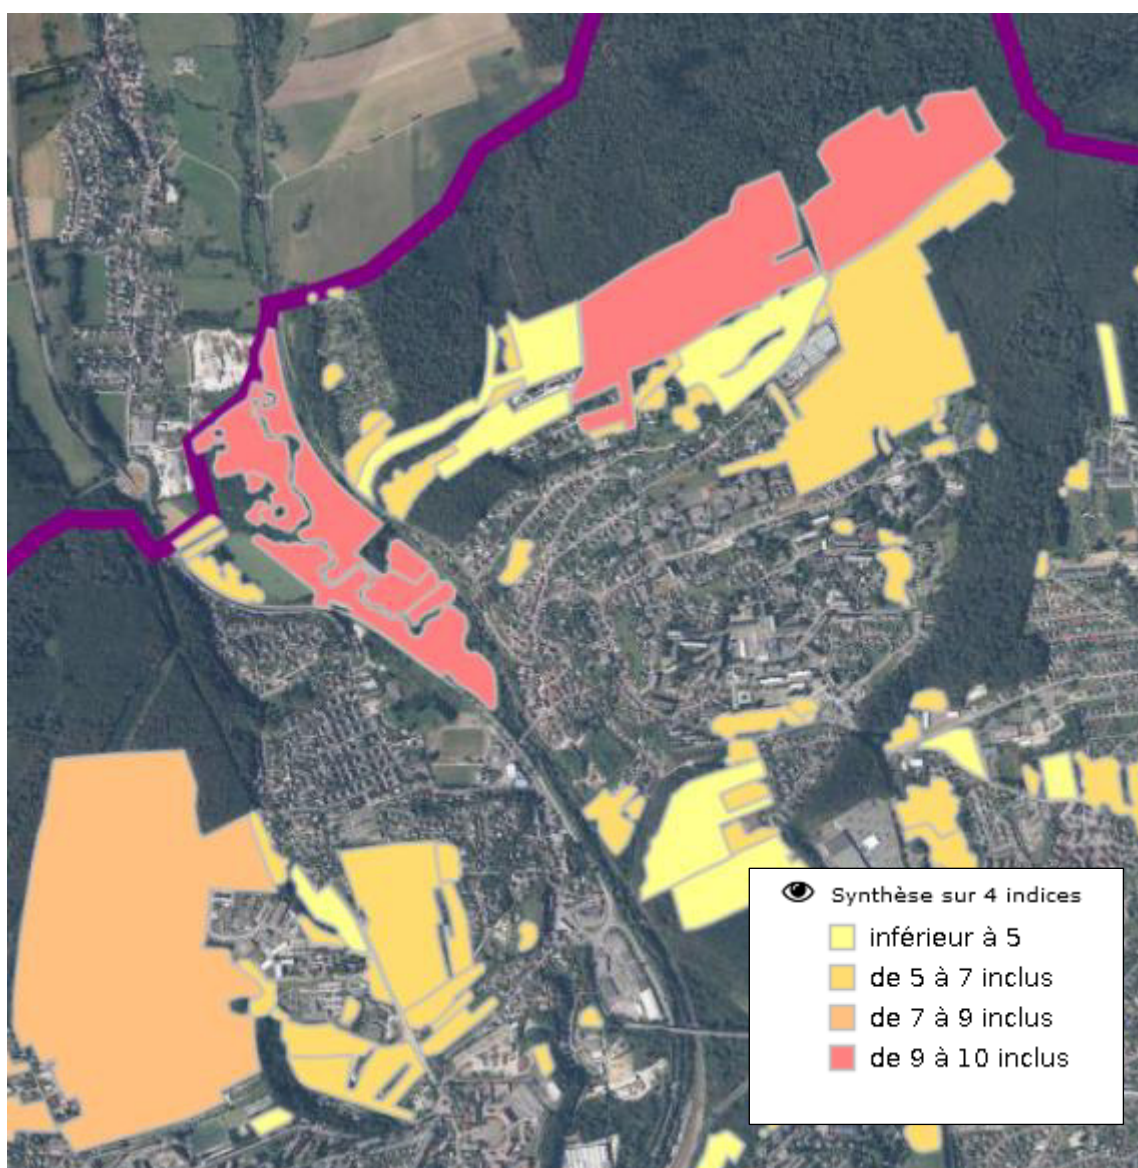 Synthèse sur 4 indices
inférieur à 5
de 5 à 7 inclus
de 7 à 9 inclus
de 9 à 10 inclus